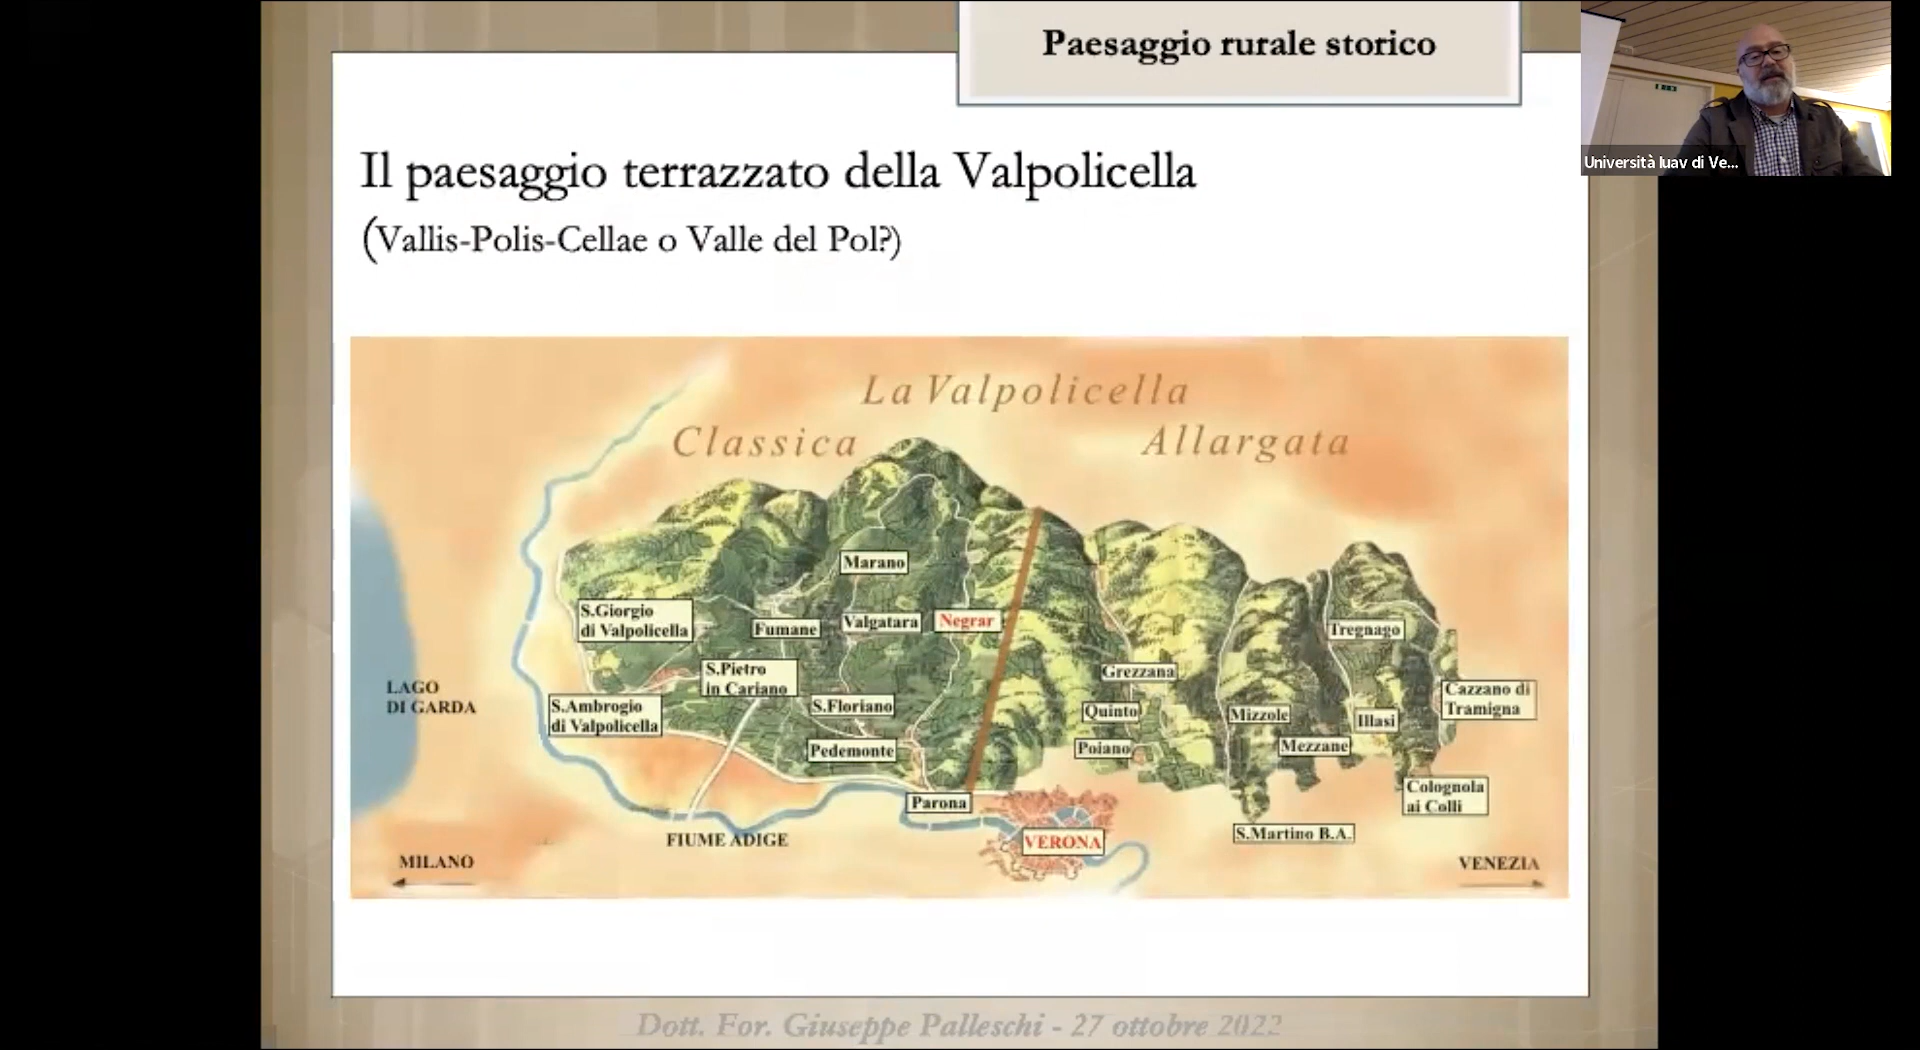 Paesaggio rurale storico
Università Iuav di Ve...
Il paesaggio terrazzato della Valpolicella
(Vallis-Polis-Cellae o Valle del Pol?)
La Valpolicella
Classica
Allargata
Marano
S.Giorgio
di Valpolicella
Fumane
Valgatara
Negrar
Tregnago
S.Pietro
in Cariano
Grezzana
LAGO
DI GARDA
S.Ambrogio
di Valpolicella
S.Floriano
Quinto
Mizzole
Illasi
Cazzano di
Tramigna
Pedemonte
Poiano
Mezzane
Parona
Colognola
ai Colli
FIUME ADIGE
VERONA
S.Martino B.A.
MILANO
VENEZIA
Dott. For. Giuseppe Palleschi - 27 ottobre 2022